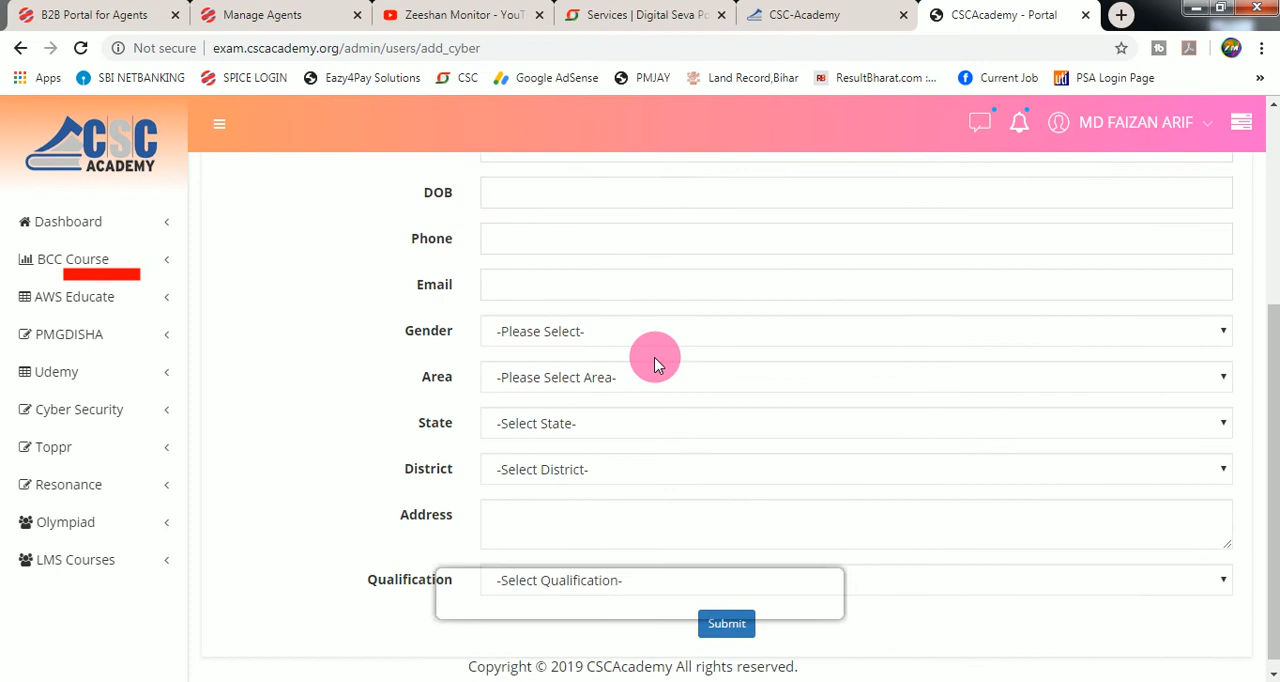 B2B Portal for Agents
Manage Agents
Zeeshan Monitor - YouT
Services | Digital Seva Po
CSC-Academy
CSCAcademy - Portal
Not secure exam.cscacademy.org/admin/users/add_cyber
Apps SBI NETBANKING SPICE LOGIN Eazy4Pay Solutions CSC Google AdSense PMJAY Land Record,Bihar ResultBharat.com :... Current Job PSA Login Page »
CSC
ACADEMY
MD FAIZAN ARIF
Dashboard
BCC Course
AWS Educate
PMGDISHA
Udemy
Cyber Security
Toppr
Resonance
Olympiad
LMS Courses
DOB
Phone
Email
Gender -Please Select-
Area -Please Select Area-
State -Select State-
District -Select District-
Address
Qualification -Select Qualification-
Submit
Copyright © 2019 CSCAcademy All rights reserved.